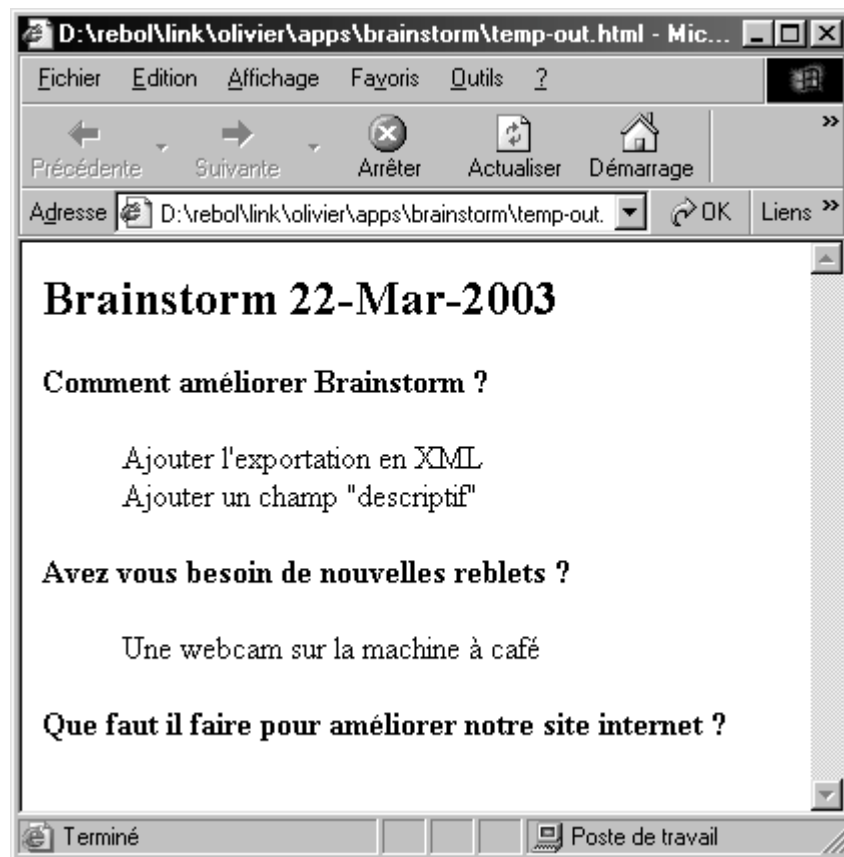 D:\rebol\link\olivier\apps\brainstorm\temp-out.html - Mic...
Fichier Edition Affichage Favoris Outils ?
»
Précédente Suivante Arrêter Actualiser Démarrage
Adresse D:\rebol\link\olivier\apps\brainstorm\temp-out. OK Liens »
Brainstorm 22-Mar-2003
Comment améliorer Brainstorm ?
Ajouter l'exportation en XML
Ajouter un champ "descriptif"
Avez vous besoin de nouvelles reblets ?
Une webcam sur la machine à café
Que faut il faire pour améliorer notre site internet ?
Terminé Poste de travail